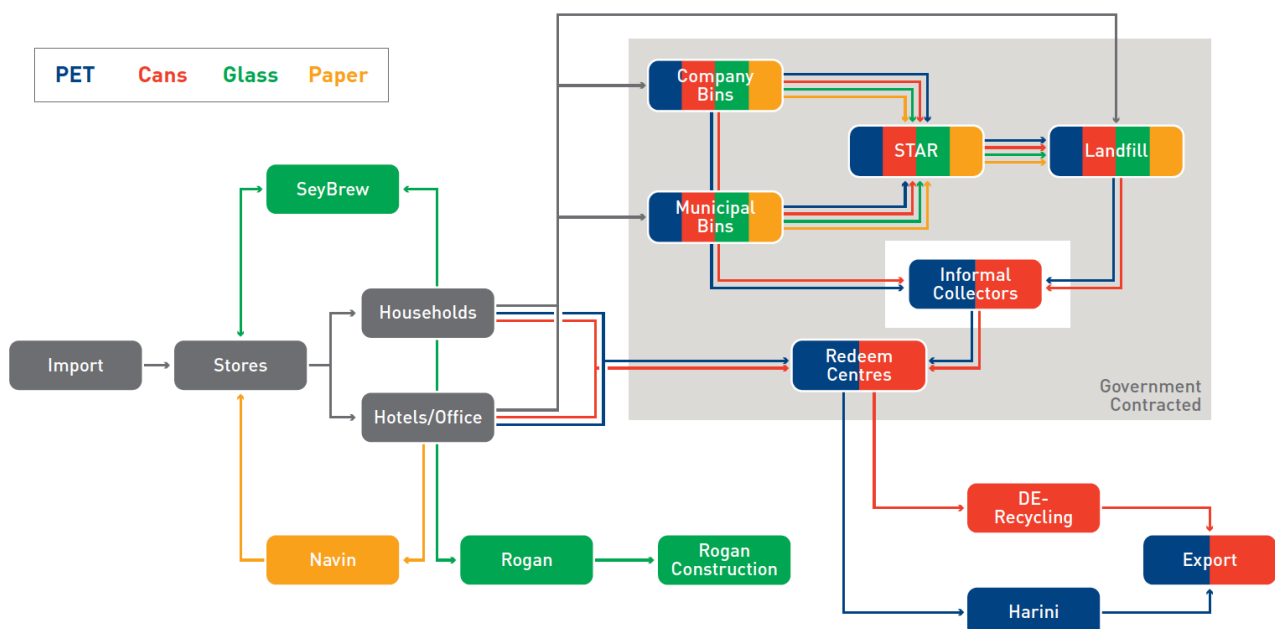 PET Cans Glass Paper
Company
Bins
STAR
Landfill
SeyBrew
Municipal
Bins
Informal
Collectors
Households
Import
Stores
Redeem
Centres
Government
Contracted
Hotels/Office
DE-
Recycling
Navin
Rogan
Rogan
Construction
Export
Harini